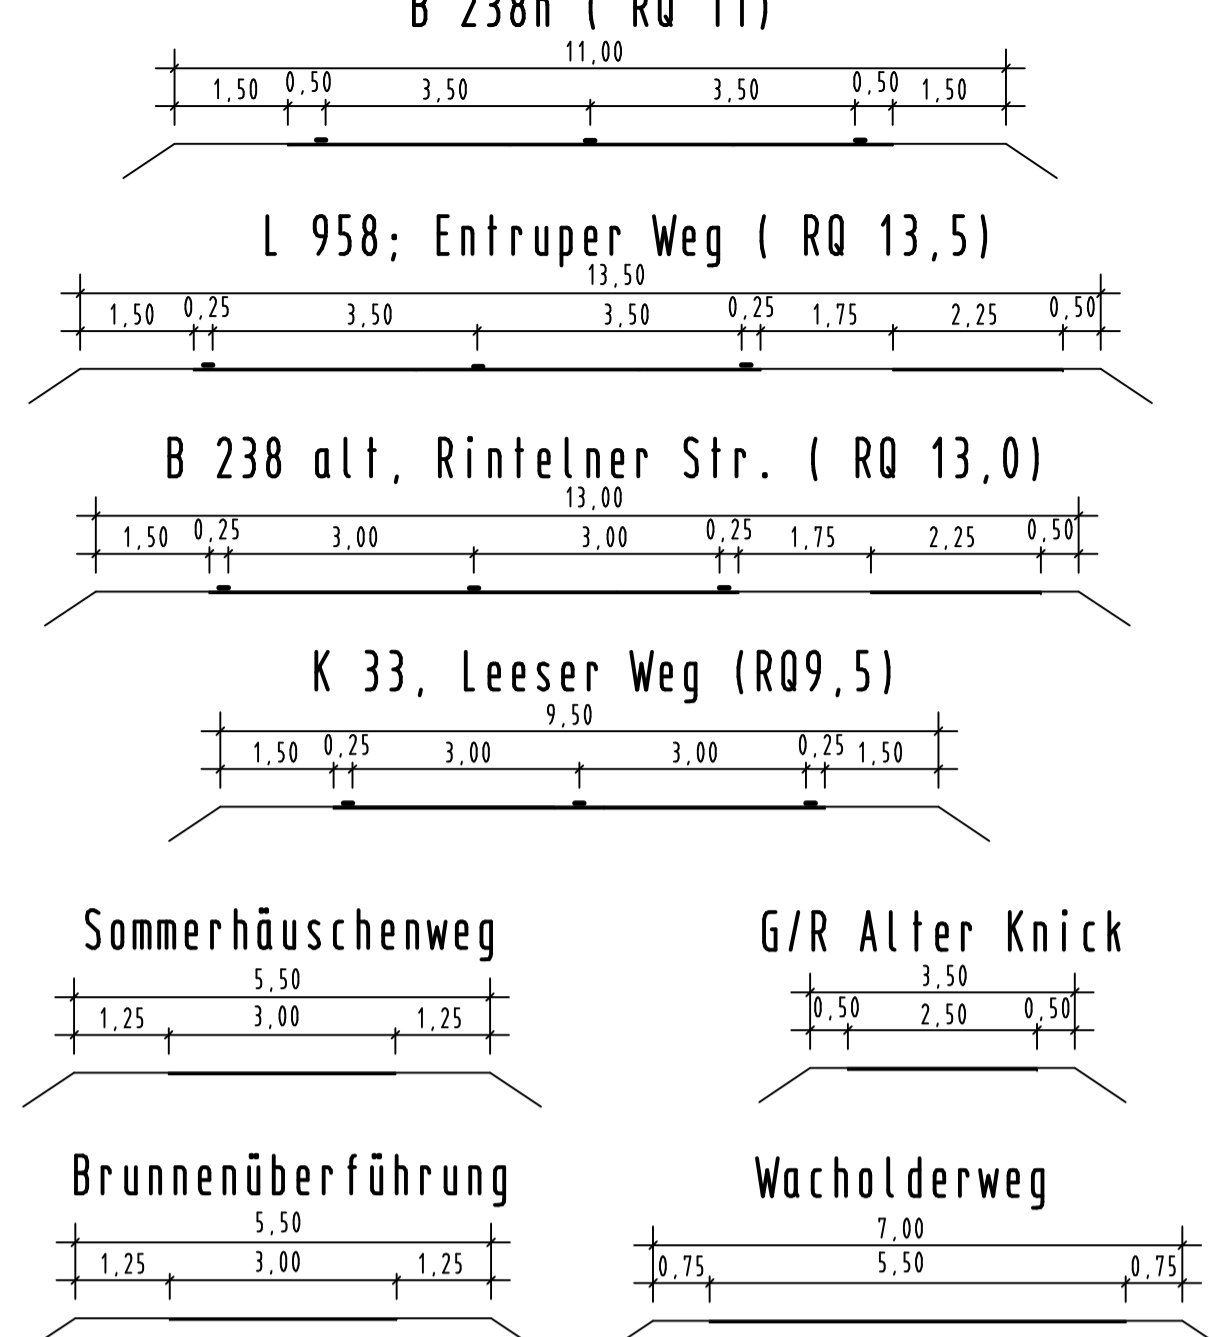 B 238n ( RQ 11)
11,00
1,50 0,50 3,50 3,50 0,50 1,50
L 958; Entruper Weg ( RQ 13,5)
13,50
1,50 0,25 3,50 3,50 0,25 1,75 2,25 0,50
B 238 alt, Rintelner Str. ( RQ 13,0)
13,00
1,50 0,25 3,00 3,00 0,25 1,75 2,25 0,50
K 33, Leeser Weg (RQ9,5)
9,50
1,50 0,25 3,00 3,00 0,25 1,50
Sommerhäuschenweg
5,50
1,25 3,00 1,25
G/R Alter Knick
3,50
0,50 2,50 0,50
Brunnenüberführung
5,50
1,25 3,00 1,25
Wacholderweg
7,00
0,75 5,50 0,75